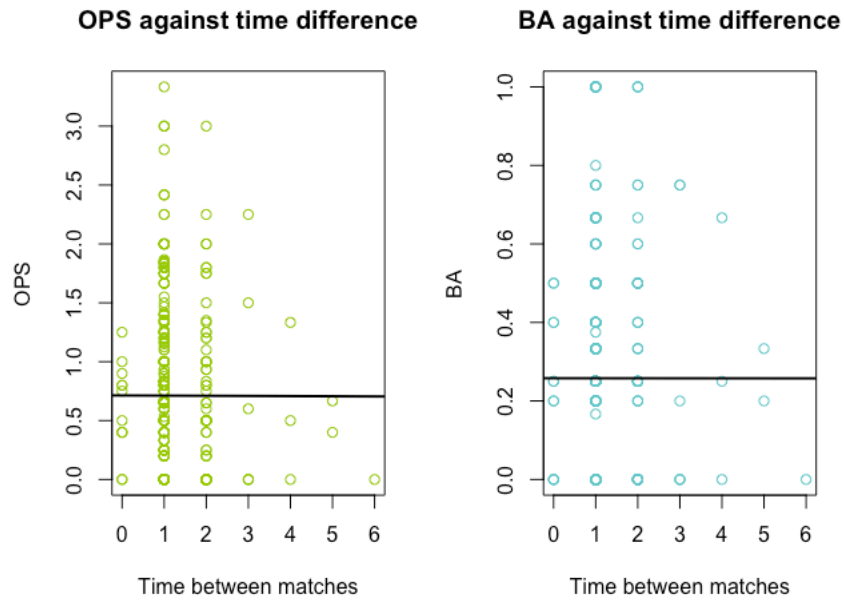 OPS against time difference
OPS
0.0 0.5 1.0 1.5 2.0 2.5 3.0
0 1 2 3 4 5 6
Time between matches
BA against time difference
BA
0.0 0.2 0.4 0.6 0.8 1.0
0 1 2 3 4 5 6
Time between matches